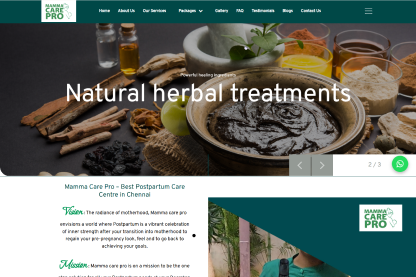 MAMMA
CARE
PRO
Home About Us Our Services Packages Gallery FAQ Testimonials Blogs Contact Us
Powerful healing ingredients
Natural herbal treatments
2 / 3
Mamma Care Pro – Best Postpartum Care
Centre in Chennai
Vision: The radiance of motherhood, Mamma care pro
envisions a world where Postpartum is a vibrant celebration
of inner strength after your transition into motherhood to
regain your pre-pregnancy look, feel and to go back to
achieving your goals.
Mission: Mamma care pro is on a mission to be the one
MAMMA
CARE
PRO